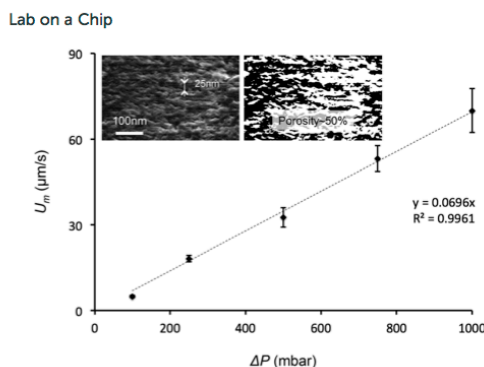 Lab on a Chip
90
60
30
0
U_m (µm/s)
25nm
100nm
Porosity~50%
y = 0.0696x
R² = 0.9961
0 200 400 600 800 1000
ΔP (mbar)